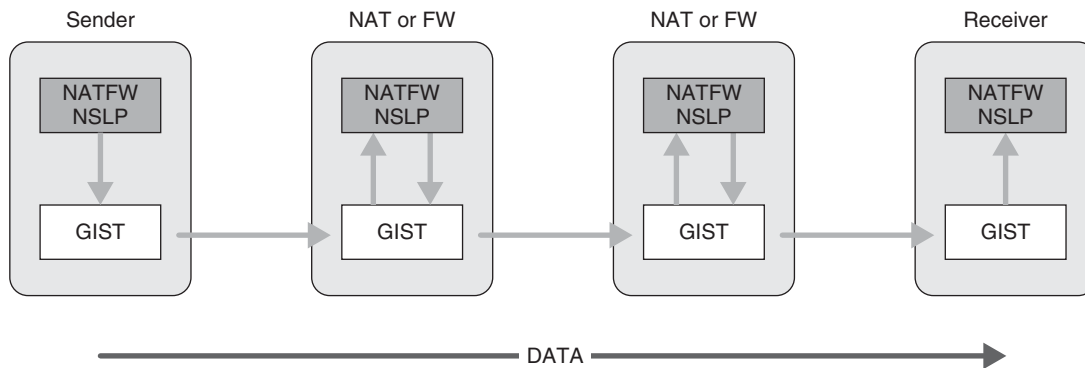 Sender
NAT or FW
NAT or FW
Receiver
NATFW
NSLP
NATFW
NSLP
NATFW
NSLP
NATFW
NSLP
GIST
GIST
GIST
GIST
DATA